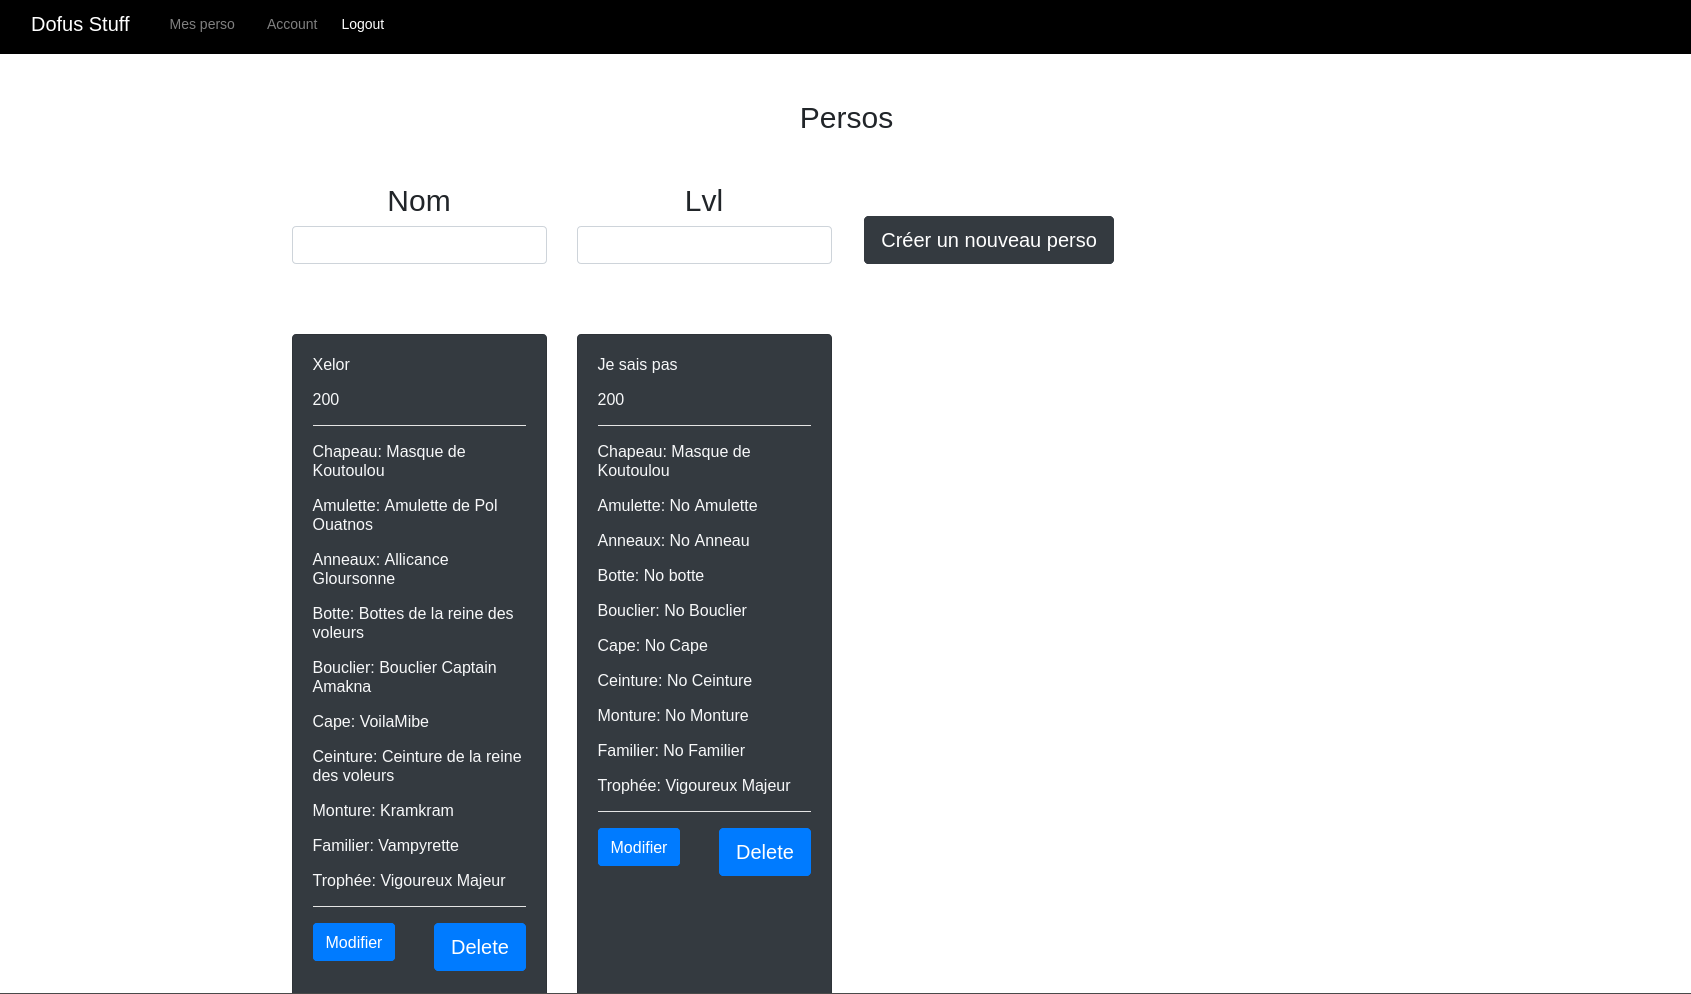 Dofus Stuff Mes perso Account Logout
Persos
Nom
Lvl
Créer un nouveau perso
Xelor
200
Chapeau: Masque de
Koutoulou
Amulette: Amulette de Pol
Ouatnos
Anneaux: Allicance
Gloursonne
Botte: Bottes de la reine des
voleurs
Bouclier: Bouclier Captain
Amakna
Cape: VoilaMibe
Ceinture: Ceinture de la reine
des voleurs
Monture: Kramkram
Familier: Vampyrette
Trophée: Vigoureux Majeur
Modifier Delete
Je sais pas
200
Chapeau: Masque de
Koutoulou
Amulette: No Amulette
Anneaux: No Anneau
Botte: No botte
Bouclier: No Bouclier
Cape: No Cape
Ceinture: No Ceinture
Monture: No Monture
Familier: No Familier
Trophée: Vigoureux Majeur
Modifier Delete